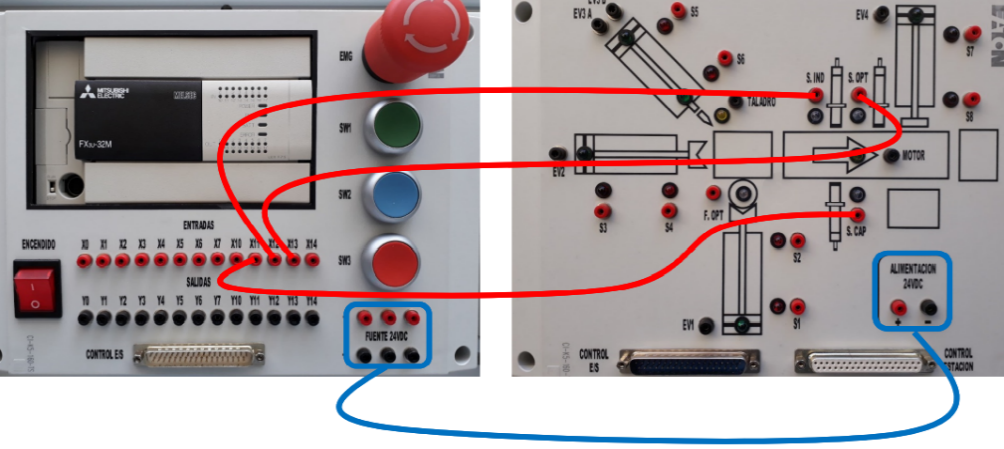 EMG
MITSUBISHI
ELECTRIC
FX3U-32M
SW1
SW2
SW3
ENTRADAS
ENCENDIDO
X0 X1 X2 X3 X4 X5 X6 X7 X10 X11 X12 X13 X14
SALIDAS
Y0 Y1 Y2 Y3 Y4 Y5 Y6 Y7 Y10 Y11 Y12 Y13 Y14
FUENTE 24VDC
CONTROL E/S
EV3 B
EV3 A
S5
EV4
S7
S6
S. IND
S. OPT
TALADRO
S8
EV2
MOTOR
S3
S4
F. OPT
S. CAP
S2
ALIMENTACION
24VDC
+ -
EV1
S1
CONTROL
E/S
CONTROL
ESTACION